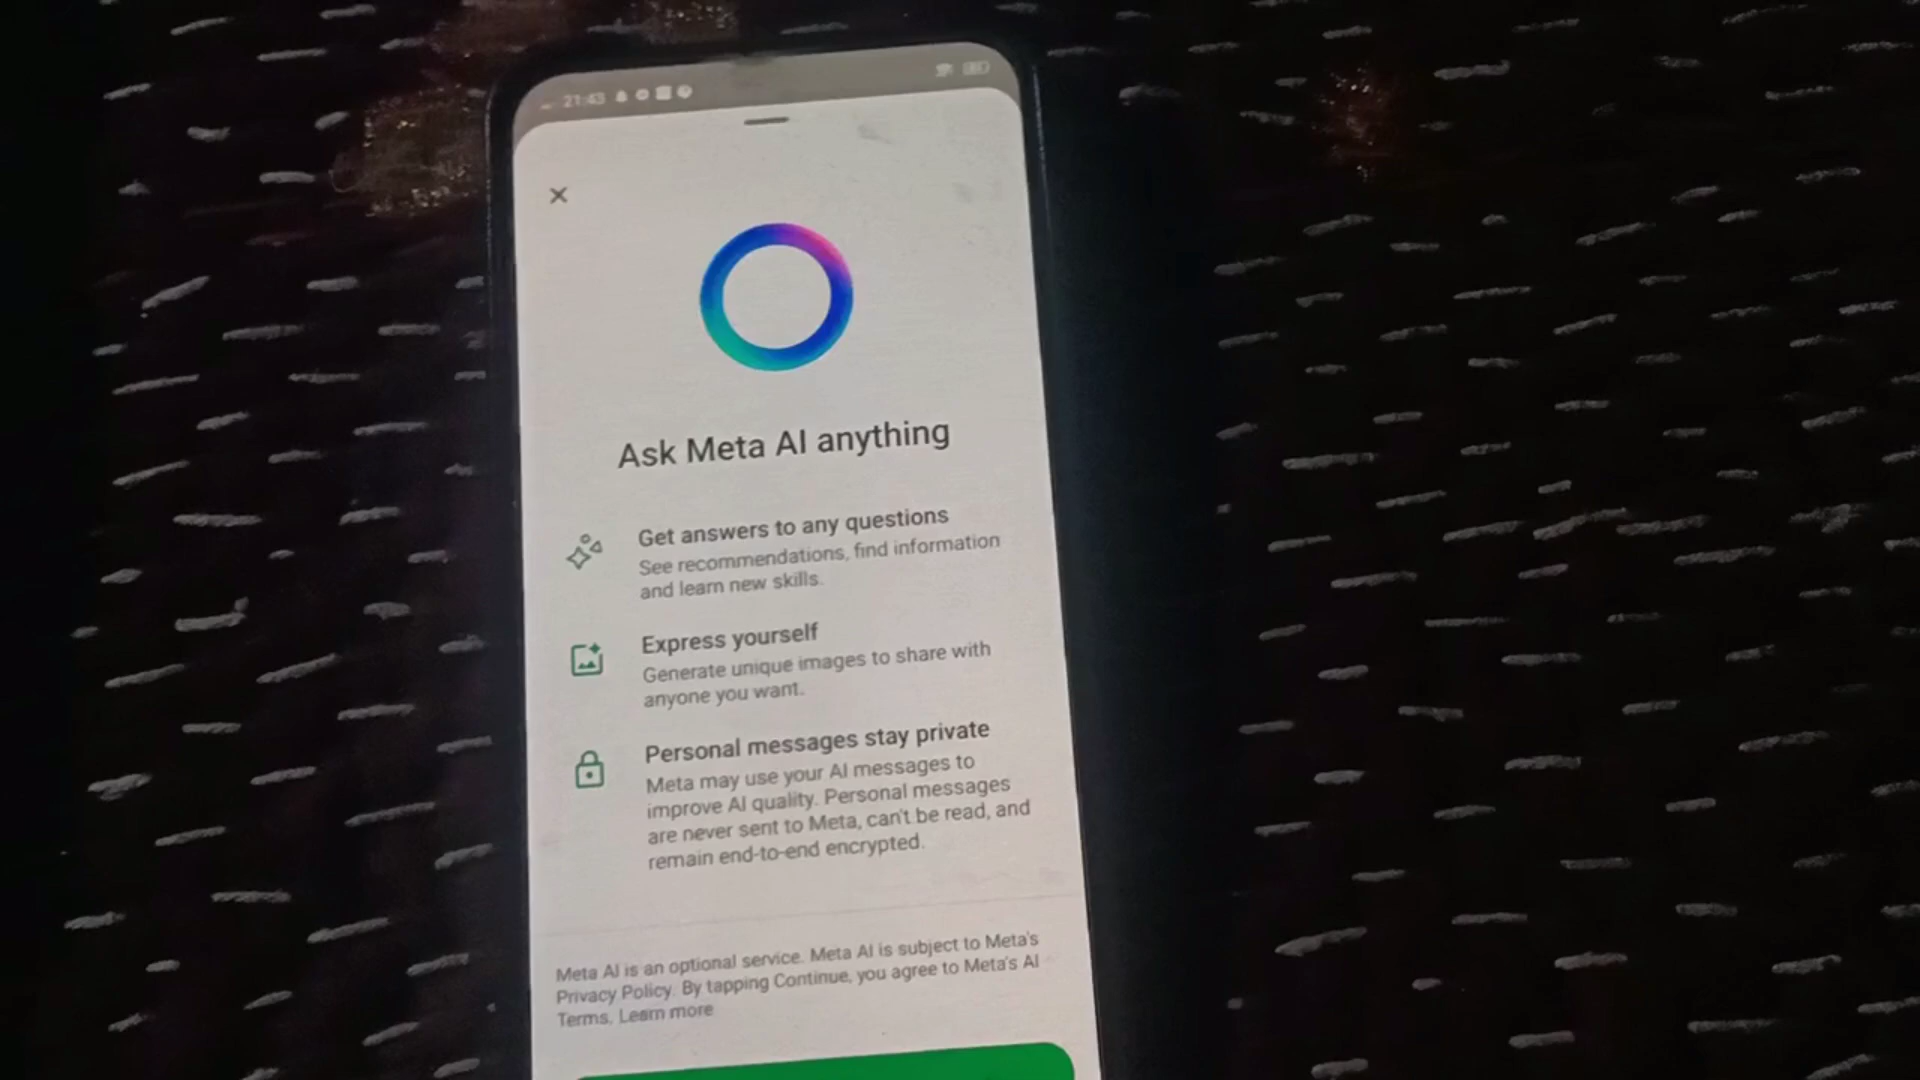 21:43
Ask Meta AI anything
Get answers to any questions
See recommendations, find information
and learn new skills.
Express yourself
Generate unique images to share with
anyone you want.
Personal messages stay private
Meta may use your AI messages to
improve AI quality. Personal messages
are never sent to Meta, can't be read, and
remain end-to-end encrypted.
Meta AI is an optional service. Meta AI is subject to Meta's
Privacy Policy. By tapping Continue, you agree to Meta's AI
Terms. Learn more